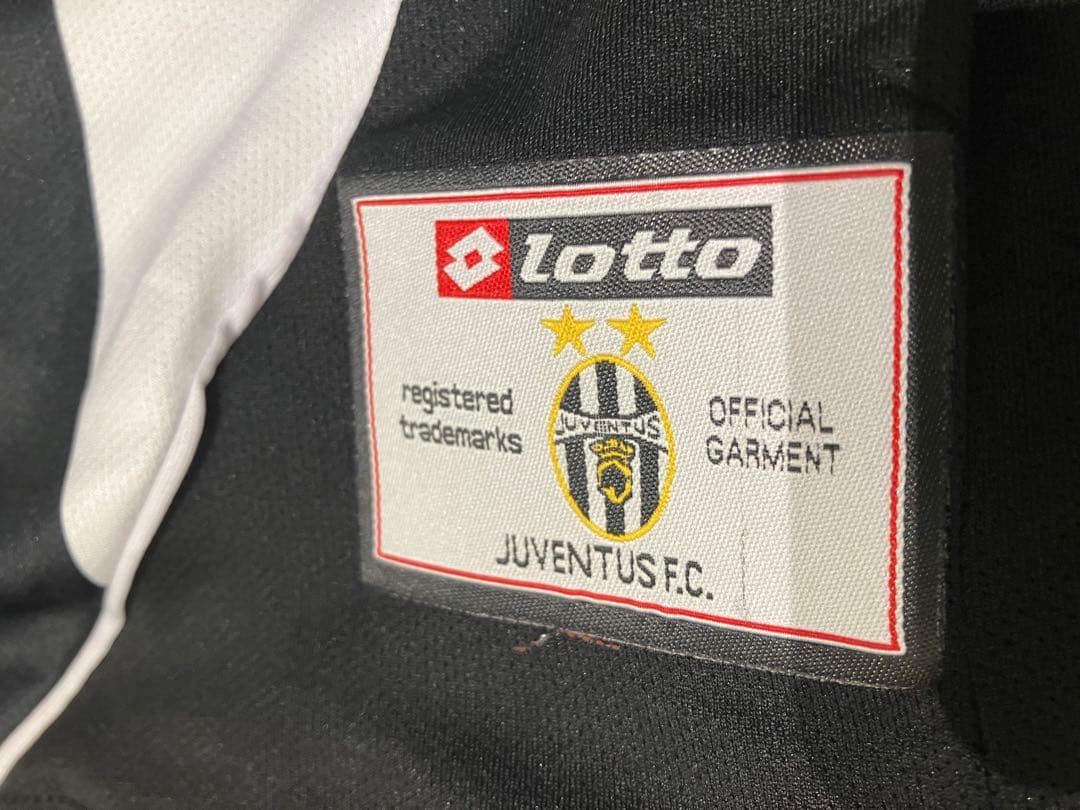 lotto
registered
trademarks
JUVENTUS
OFFICIAL
GARMENT
JUVENTUS F.C.